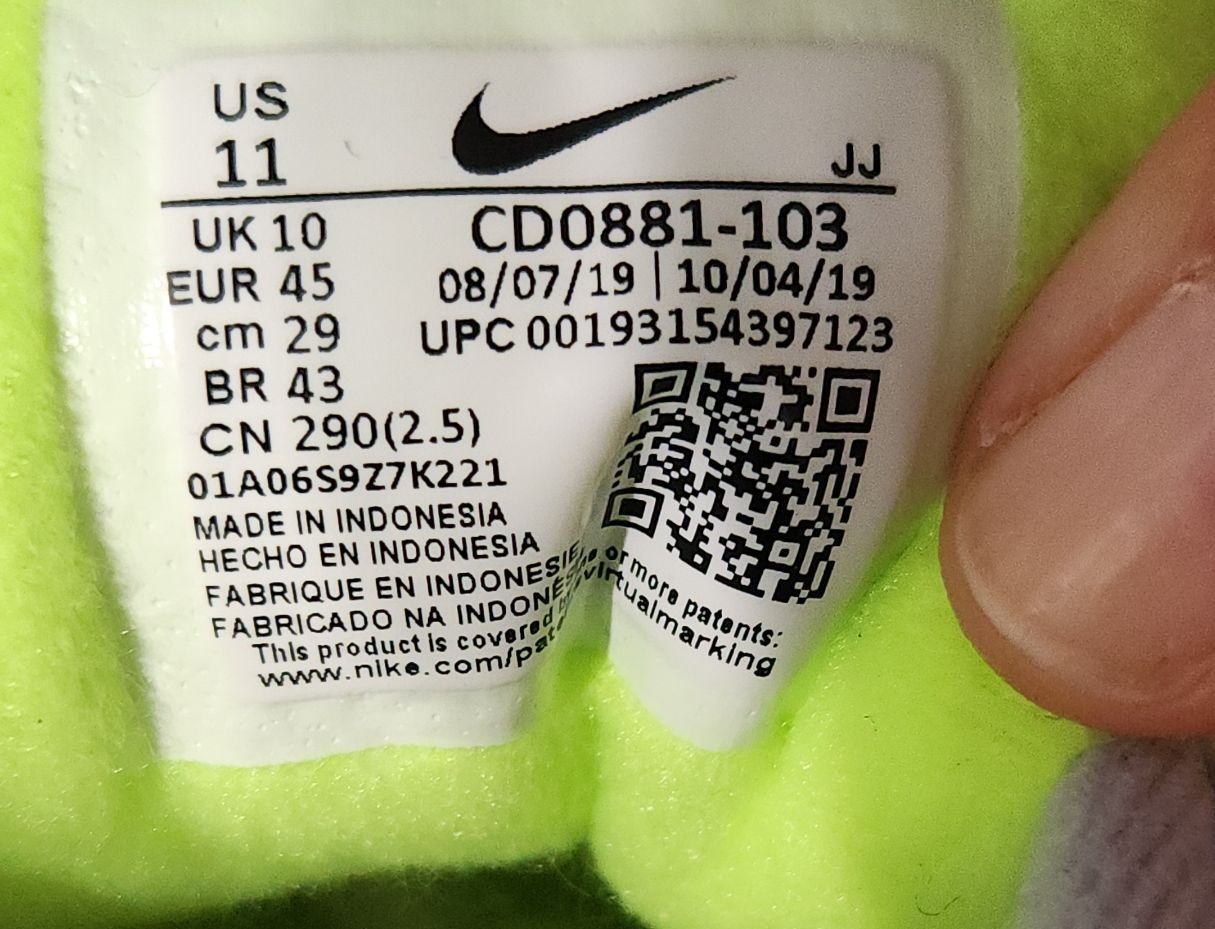 US
11
JJ
UK 10
EUR 45
cm 29
BR 43
CN 290(2.5)
CD0881-103
08/07/19 | 10/04/19
UPC 00193154397123
01A06S9Z7K221
MADE IN INDONESIA
HECHO EN INDONESIA
FABRIQUE EN INDONESIE
FABRICADO NA INDONÉSIA
This product is covered or more patents:
www.nike.com/ virtualmarking